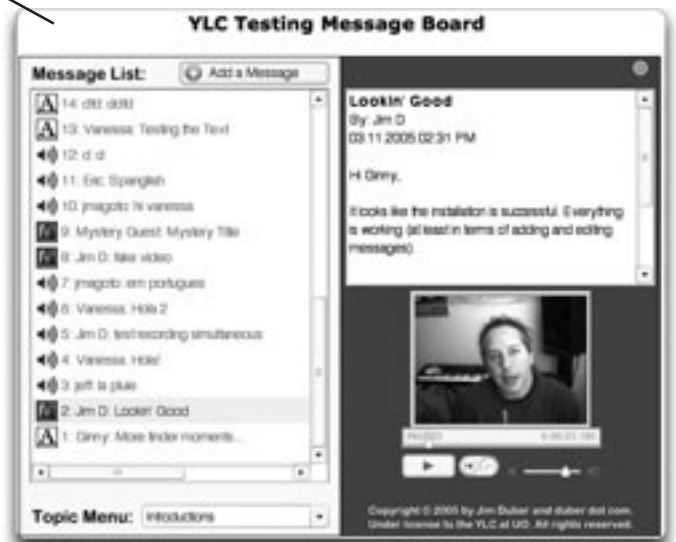 YLC Testing Message Board
Message List:
Add a Message
14: dfd: ddfd
13: Vanessa: Testing the Text
12: d: d
11: Eric: Spanglish
10: jmagoto: hi vanessa
9: Mystery Guest: Mystery Title
8: Jim D: fake video
7: jmagoto: em portugues
6: Vanessa: Hola 2
5: Jim D: test recording simultaneous
4: Vanessa: Hola!
3: jeff: la pluie
2: Jim D: Lookin' Good
1: Ginny: More tinder moments...
Topic Menu: Introductions
Lookin' Good
By: Jim D
03.11.2005 02:31 PM
Hi Ginny,
It looks like the installation is successful. Everything
is working (at least in terms of adding and editing
messages).
Copyright © 2005 by Jim Duber and duber dot com.
Under license to the YLC at UO. All rights reserved.